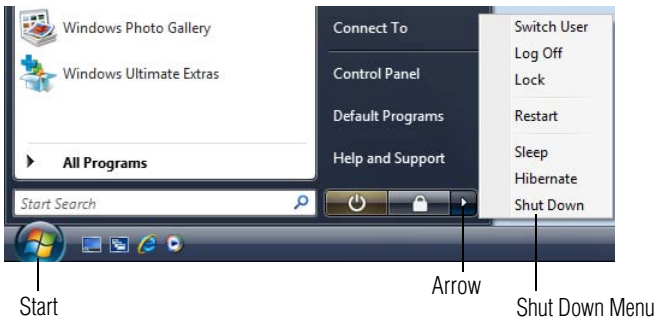 Windows Photo Gallery
Windows Ultimate Extras
All Programs
Start Search
Connect To
Control Panel
Default Programs
Help and Support
Switch User
Log Off
Lock
Restart
Sleep
Hibernate
Shut Down
Start
Arrow
Shut Down Menu